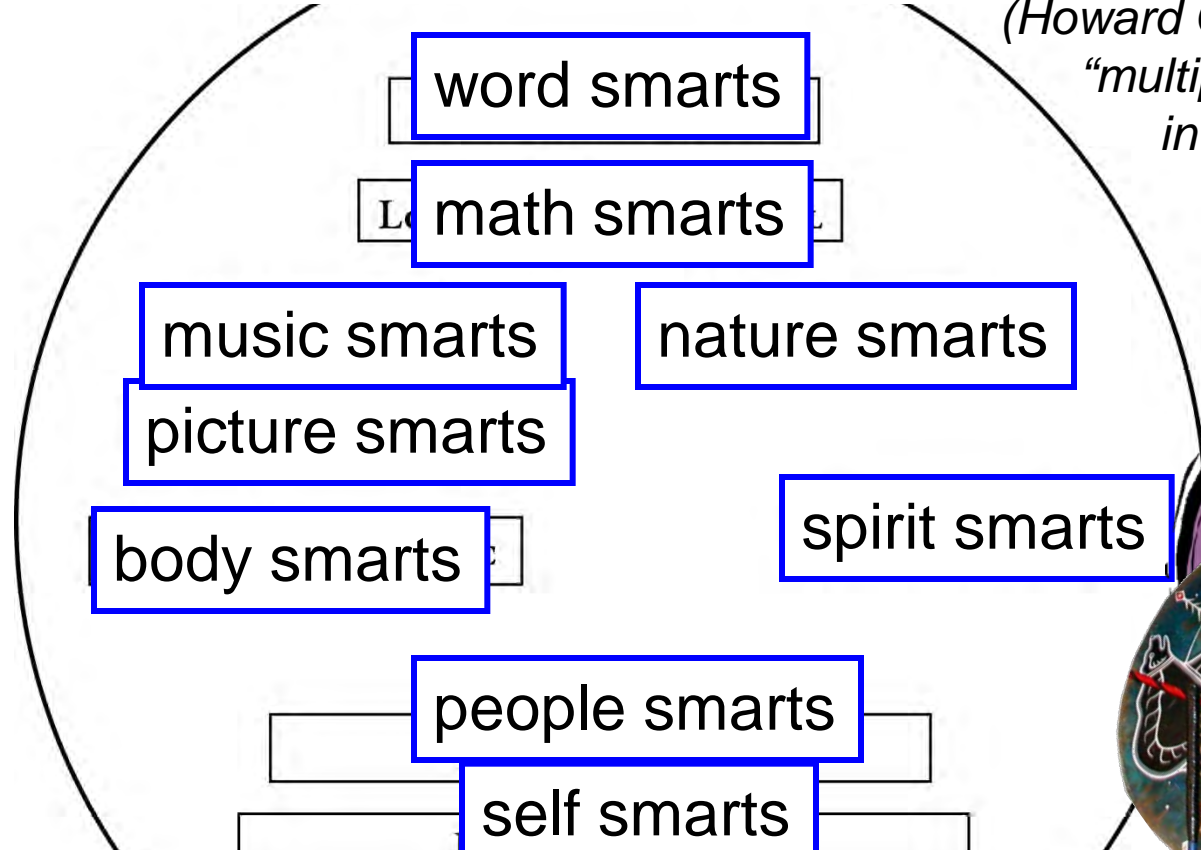 (Howard
“multip
in
word smarts
math smarts
music smarts
nature smarts
picture smarts
spirit smarts
body smarts
people smarts
self smarts